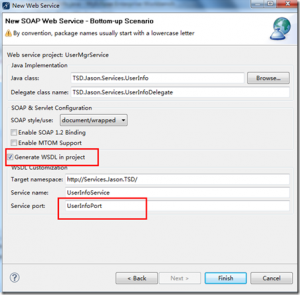 New Web Service
New SOAP Web Service - Bottom-up Scenario
By convention, package names usually start with a lowercase letter
Web service project: UserMgrService
Java Implementation
Java class: TSD.Jason.Services.UserInfo Browse...
Delegate class name: TSD.Jason.Services.UserInfoDelegate
SOAP & Servlet Configuration
SOAP style/use: document/wrapped
Enable SOAP 1.2 Binding
Enable MTOM Support
Generate WSDL in project
WSDL Customization
Target namespace: http://Services.Jason.TSD/
Service name: UserInfoService
Service port: UserInfoPort
< Back Next > Finish Cancel